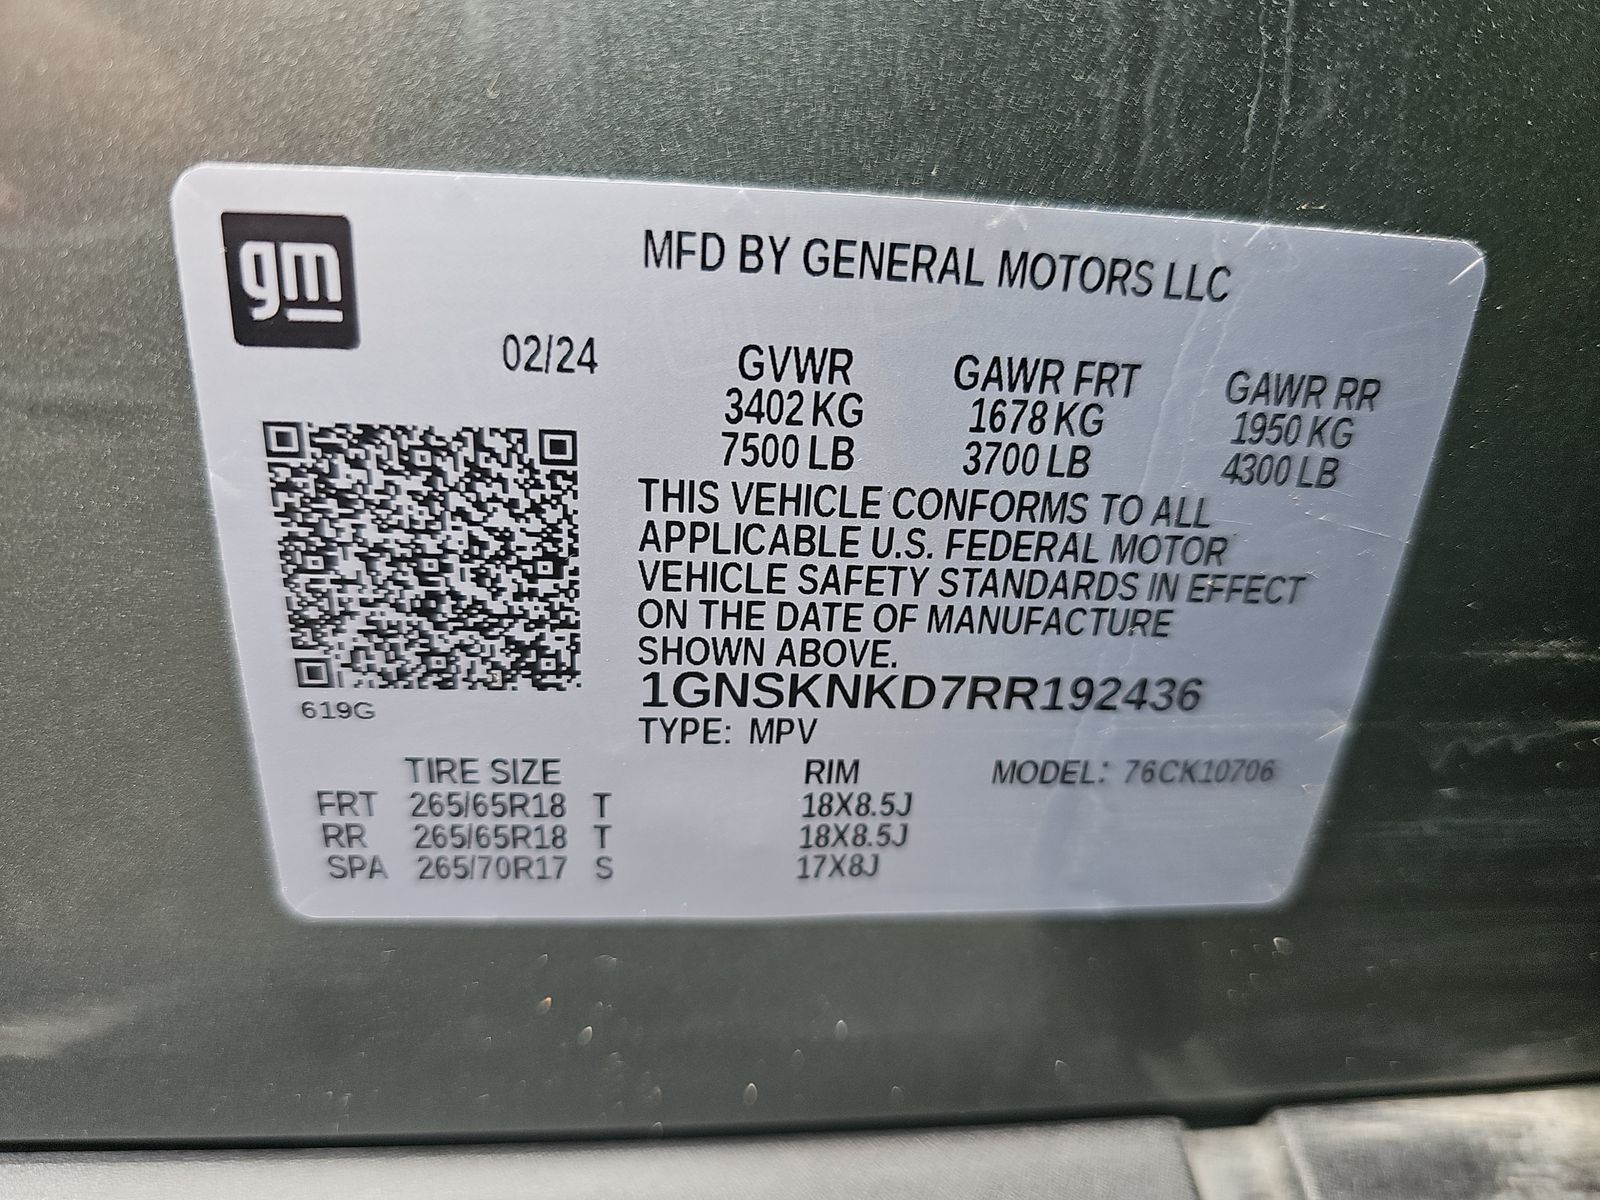 gm
MFD BY GENERAL MOTORS LLC
02/24
GVWR GAWR FRT GAWR RR
3402 KG 1678 KG 1950 KG
7500 LB 3700 LB 4300 LB
THIS VEHICLE CONFORMS TO ALL
APPLICABLE U.S. FEDERAL MOTOR
VEHICLE SAFETY STANDARDS IN EFFECT
ON THE DATE OF MANUFACTURE
SHOWN ABOVE.
1GNSKNKD7RR192436
619G
TYPE: MPV
TIRE SIZE RIM MODEL: 76CK10706
FRT 265/65R18 T 18X8.5J
RR 265/65R18 T 18X8.5J
SPA 265/70R17 S 17X8J